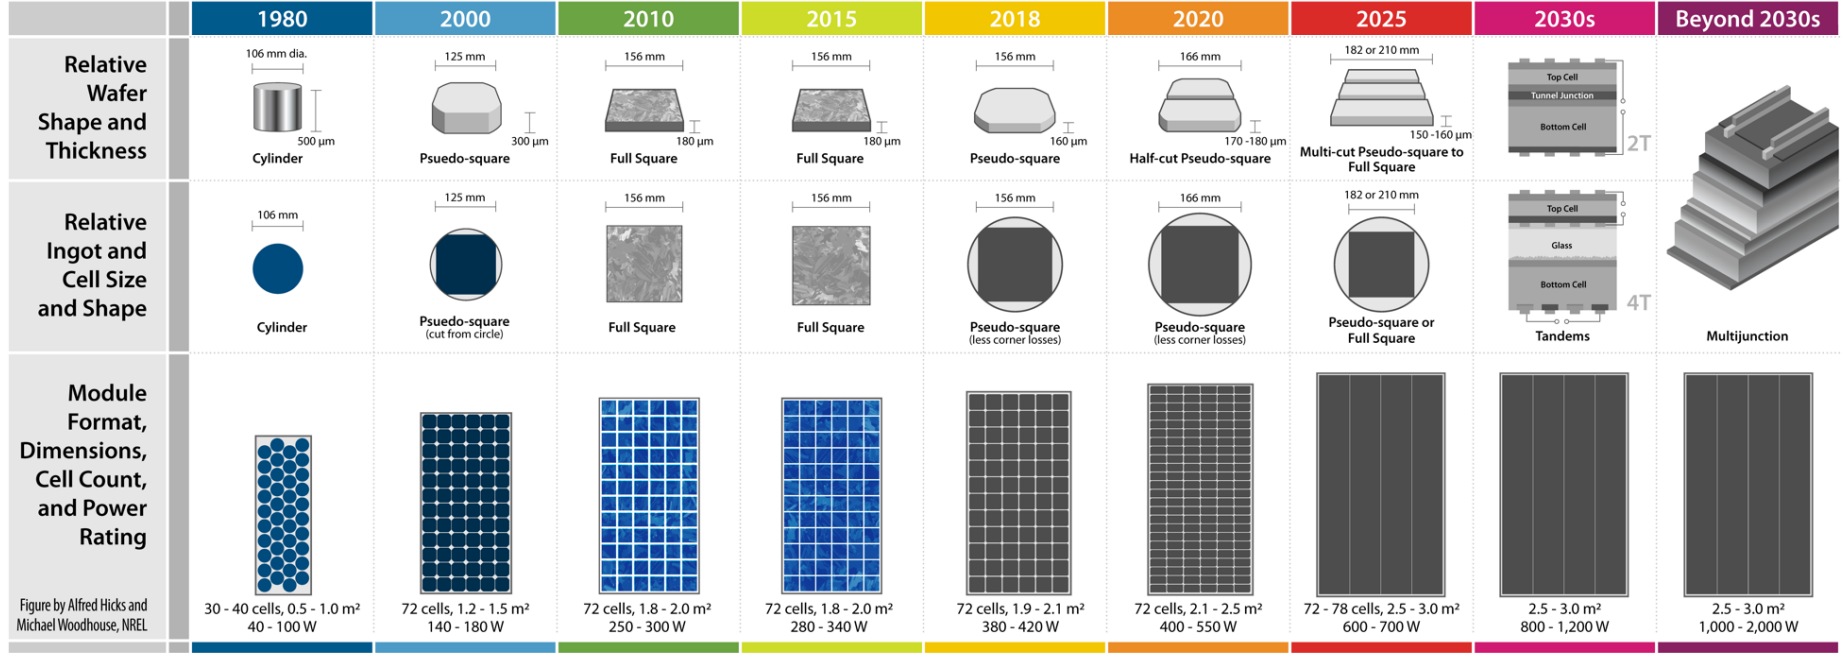 1980
2000
2010
2015
2018
2020
2025
2030s
Beyond 2030s
Relative
Wafer
Shape and
Thickness
106 mm dia.
500 µm
Cylinder
125 mm
300 µm
Psuedo-square
156 mm
180 µm
Full Square
156 mm
180 µm
Full Square
156 mm
160 µm
Pseudo-square
166 mm
170 -180 µm
Half-cut Pseudo-square
182 or 210 mm
150 -160 µm
Multi-cut Pseudo-square to
Full Square
Top Cell
Tunnel Junction
Bottom Cell
2T
Relative
Ingot and
Cell Size
and Shape
106 mm
Cylinder
125 mm
Psuedo-square
(cut from circle)
156 mm
Full Square
156 mm
Full Square
156 mm
Pseudo-square
(less corner losses)
166 mm
Pseudo-square
(less corner losses)
182 or 210 mm
Pseudo-square or
Full Square
Top Cell
Glass
Bottom Cell
4T
Tandems
Multijunction
Module
Format,
Dimensions,
Cell Count,
and Power
Rating
Figure by Alfred Hicks and
Michael Woodhouse, NREL
30 - 40 cells, 0.5 - 1.0 m²
40 - 100 W
72 cells, 1.2 - 1.5 m²
140 - 180 W
72 cells, 1.8 - 2.0 m²
250 - 300 W
72 cells, 1.8 - 2.0 m²
280 - 340 W
72 cells, 1.9 - 2.1 m²
380 - 420 W
72 cells, 2.1 - 2.5 m²
400 - 550 W
72 - 78 cells, 2.5 - 3.0 m²
600 - 700 W
2.5 - 3.0 m²
800 - 1,200 W
2.5 - 3.0 m²
1,000 - 2,000 W